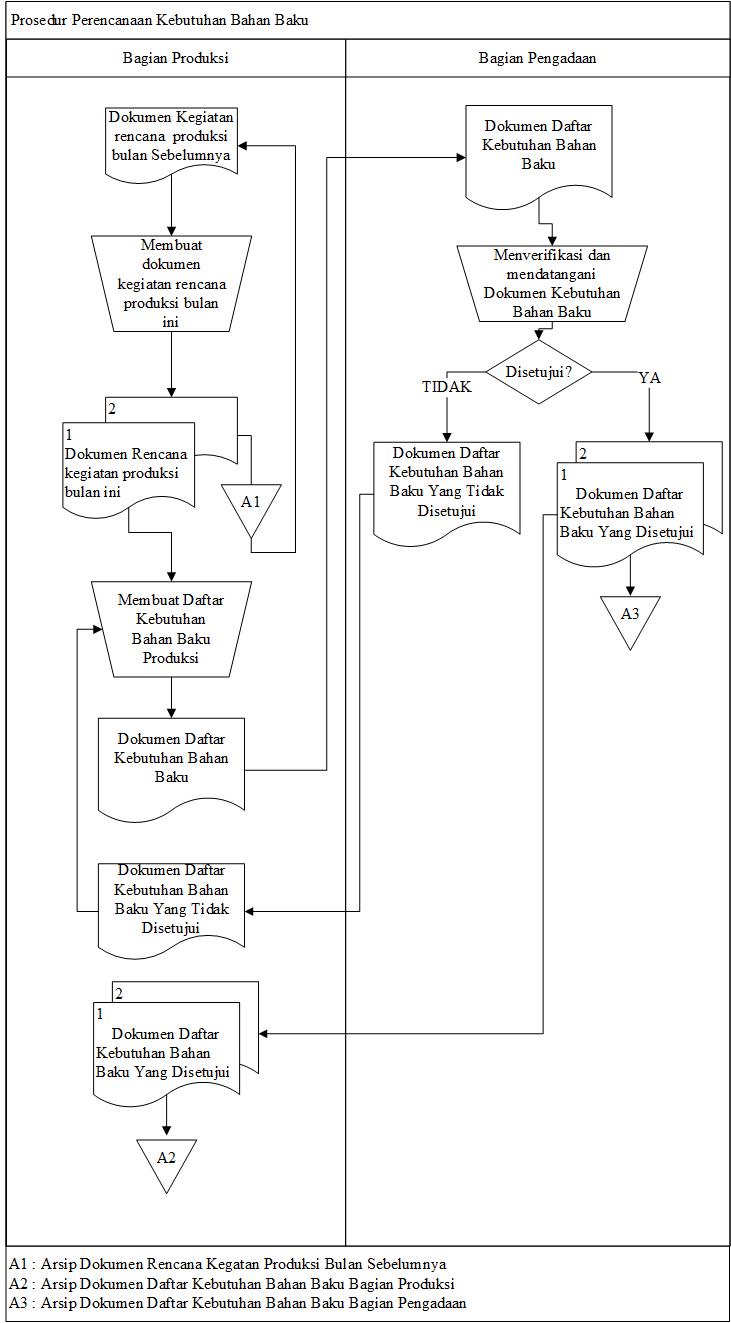 Prosedur Perencanaan Kebutuhan Bahan Baku
Bagian Produksi
Bagian Pengadaan
Dokumen Kegiatan
rencana produksi
bulan Sebelumnya
Membuat
dokumen
kegiatan rencana
produksi bulan
ini
2
1
Dokumen Rencana
kegiatan produksi
bulan ini
A1
Membuat Daftar
Kebutuhan
Bahan Baku
Produksi
Dokumen Daftar
Kebutuhan Bahan
Baku
Dokumen Daftar
Kebutuhan Bahan
Baku Yang Tidak
Disetujui
2
1
Dokumen Daftar
Kebutuhan Bahan
Baku Yang Disetujui
A2
Dokumen Daftar
Kebutuhan Bahan
Baku
Menverifikasi dan
mendatangani
Dokumen Kebutuhan
Bahan Baku
Disetujui?
TIDAK
YA
Dokumen Daftar
Kebutuhan Bahan
Baku Yang Tidak
Disetujui
2
1
Dokumen Daftar
Kebutuhan Bahan
Baku Yang Disetujui
A3
A1 : Arsip Dokumen Rencana Kegatan Produksi Bulan Sebelumnya
A2 : Arsip Dokumen Daftar Kebutuhan Bahan Baku Bagian Produksi
A3 : Arsip Dokumen Daftar Kebutuhan Bahan Baku Bagian Pengadaan